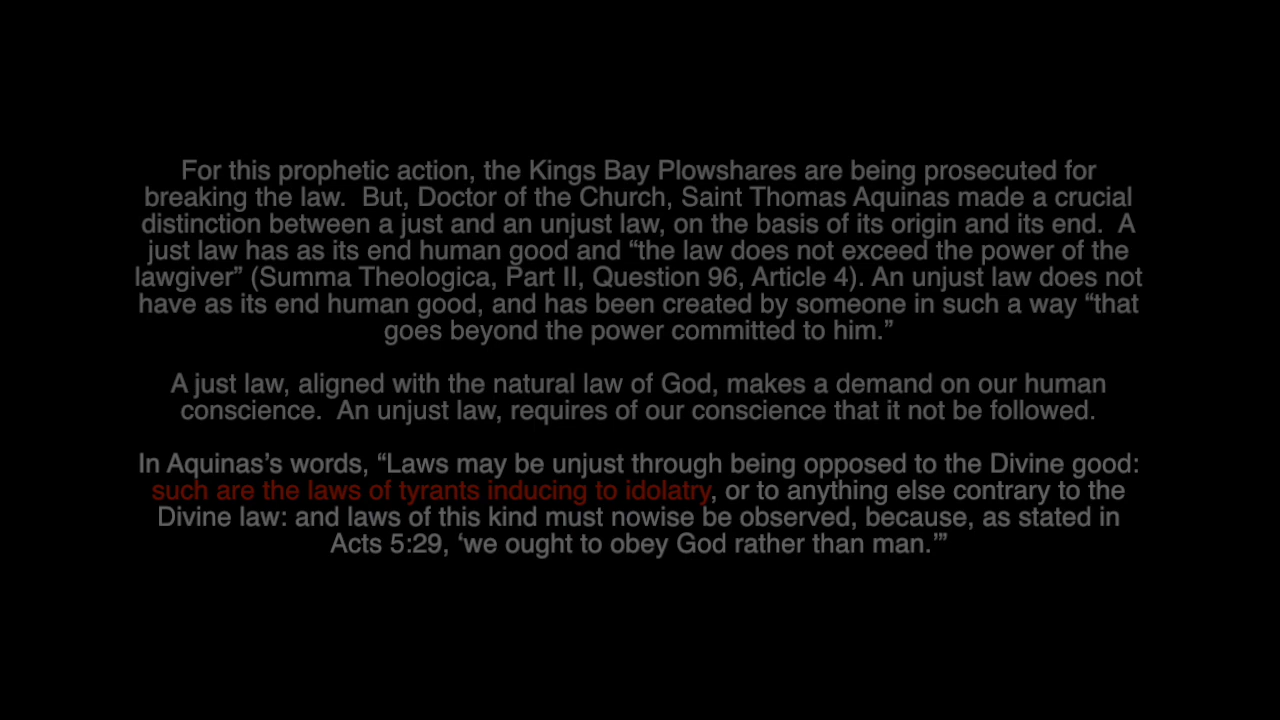 For this prophetic action, the Kings Bay Plowshares are being prosecuted for
breaking the law.  But, Doctor of the Church, Saint Thomas Aquinas made a crucial
distinction between a just and an unjust law, on the basis of its origin and its end.  A
just law has as its end human good and “the law does not exceed the power of the
lawgiver” (Summa Theologica, Part II, Question 96, Article 4). An unjust law does not
have as its end human good, and has been created by someone in such a way “that
goes beyond the power committed to him.”
A just law, aligned with the natural law of God, makes a demand on our human
conscience.  An unjust law, requires of our conscience that it not be followed.
In Aquinas’s words, “Laws may be unjust through being opposed to the Divine good:
such are the laws of tyrants inducing to idolatry, or to anything else contrary to the
Divine law: and laws of this kind must nowise be observed, because, as stated in
Acts 5:29, ‘we ought to obey God rather than man.’”